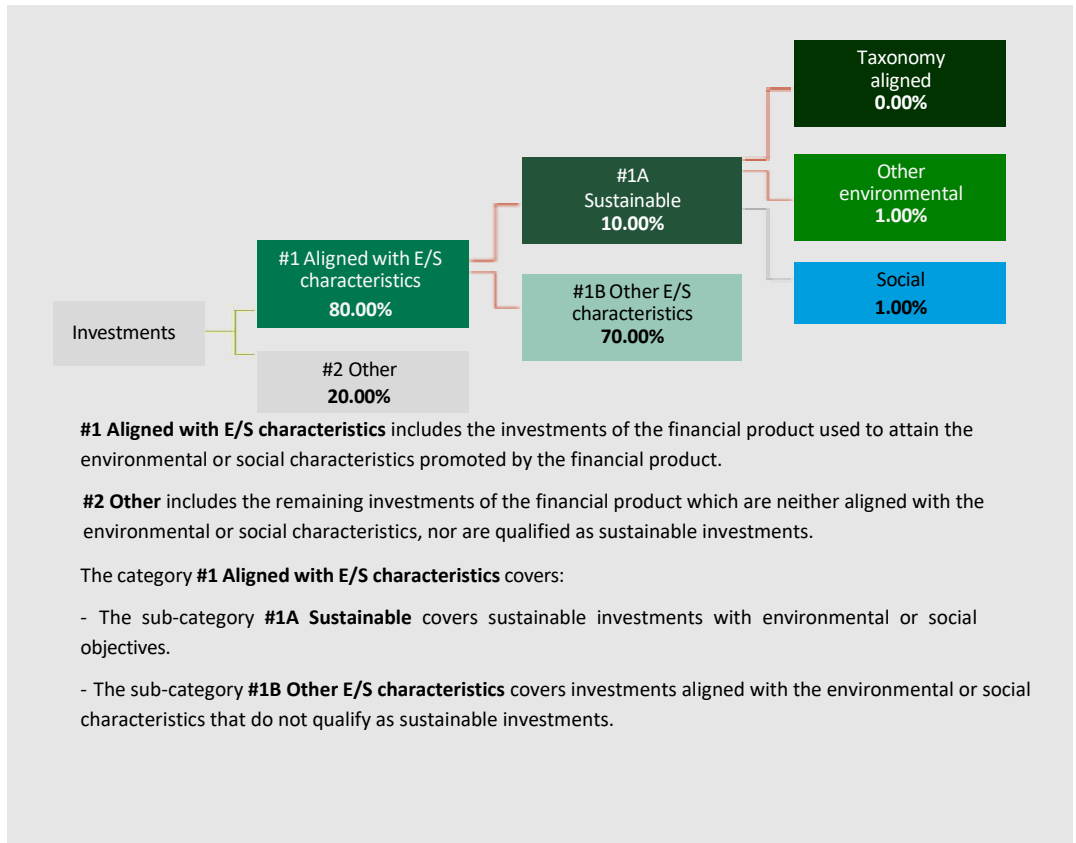 Taxonomy
aligned
0.00%
#1A
Sustainable
10.00%
Other
environmental
1.00%
#1 Aligned with E/S
characteristics
80.00%
#1B Other E/S
characteristics
70.00%
Social
1.00%
Investments
#2 Other
20.00%
#1 Aligned with E/S characteristics includes the investments of the financial product used to attain the
environmental or social characteristics promoted by the financial product.
#2 Other includes the remaining investments of the financial product which are neither aligned with the
environmental or social characteristics, nor are qualified as sustainable investments.
The category #1 Aligned with E/S characteristics covers:
- The sub-category #1A Sustainable covers sustainable investments with environmental or social
objectives.
- The sub-category #1B Other E/S characteristics covers investments aligned with the environmental or social
characteristics that do not qualify as sustainable investments.